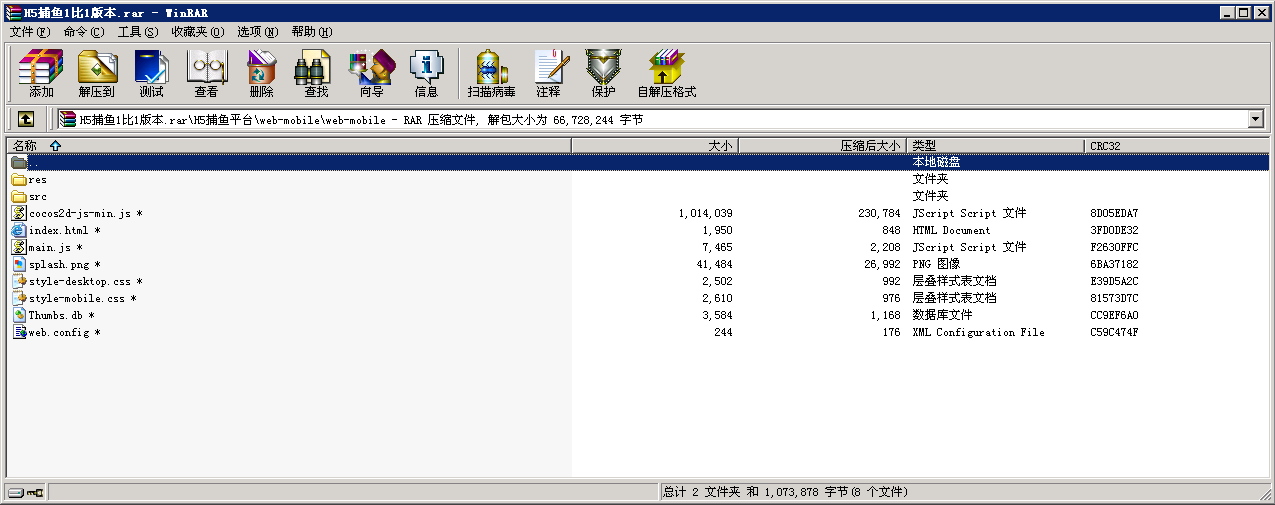 H5捕鱼1比1版本.rar - WinRAR
文件(F) 命令(C) 工具(S) 收藏夹(O) 选项(N) 帮助(H)
添加 解压到 测试 查看 删除 查找 向导 信息 扫描病毒 注释 保护 自解压格式
H5捕鱼1比1版本.rar\H5捕鱼平台\web-mobile\web-mobile - RAR 压缩文件, 解包大小为 66,728,244 字节
名称 大小 压缩后大小 类型 CRC32
.. 本地磁盘
res 文件夹
src 文件夹
cocos2d-js-min.js * 1,014,039 230,784 JScript Script 文件 8D05EDA7
index.html * 1,950 848 HTML Document 3FD0DE32
main.js * 7,465 2,208 JScript Script 文件 F2630FFC
splash.png * 41,484 26,992 PNG 图像 6BA37182
style-desktop.css * 2,502 992 层叠样式表文档 E39D5A2C
style-mobile.css * 2,610 976 层叠样式表文档 81573D7C
Thumbs.db * 3,584 1,168 数据库文件 CC9EF6A0
web.config * 244 176 XML Configuration File C59C474F
总计 2 文件夹 和 1,073,878 字节(8 个文件)